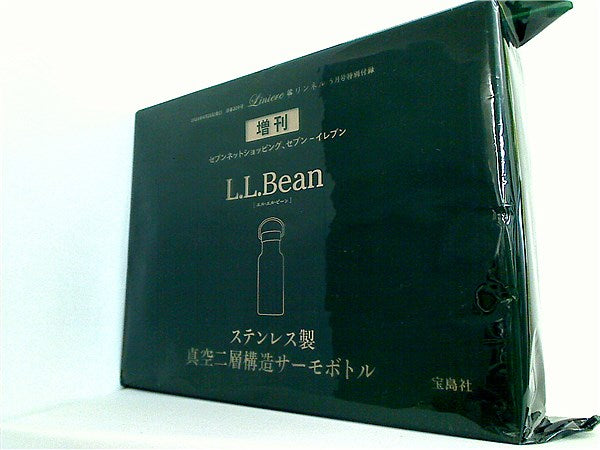 Liniere 誌 リンネル 5月号特別付録
増刊
セブンネットショッピング、セブン-イレブン
L.L.Bean
[エル・エル・ビーン]
ステンレス製
真空二層構造サーモボトル
宝島社